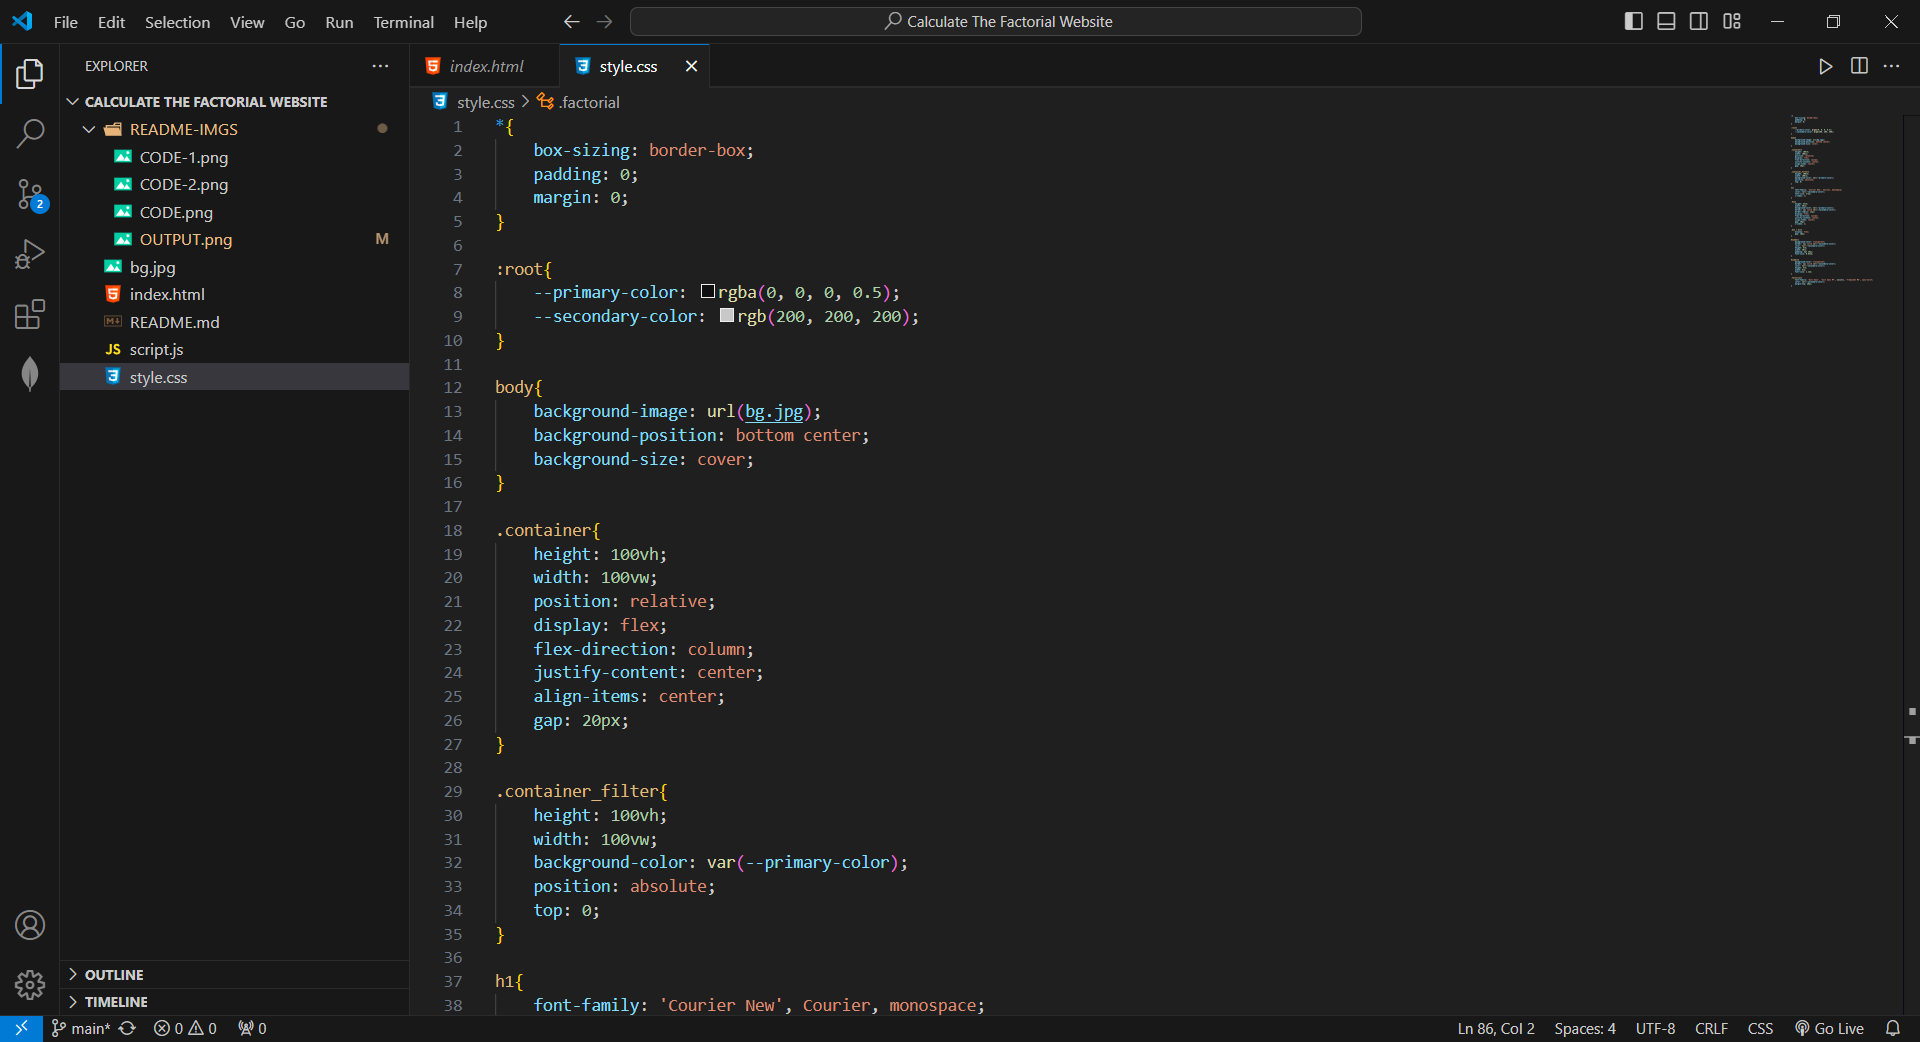 File Edit Selection View Go Run Terminal Help
Calculate The Factorial Website
EXPLORER
CALCULATE THE FACTORIAL WEBSITE
README-IMGS
CODE-1.png
CODE-2.png
CODE.png
OUTPUT.png M
bg.jpg
index.html
README.md
JS script.js
style.css
2
OUTLINE
TIMELINE
index.html style.css
style.css > .factorial
1 *{
2 box-sizing: border-box;
3 padding: 0;
4 margin: 0;
5 }
6
7 :root{
8 --primary-color: rgba(0, 0, 0, 0.5);
9 --secondary-color: rgb(200, 200, 200);
10 }
11
12 body{
13 background-image: url(bg.jpg);
14 background-position: bottom center;
15 background-size: cover;
16 }
17
18 .container{
19 height: 100vh;
20 width: 100vw;
21 position: relative;
22 display: flex;
23 flex-direction: column;
24 justify-content: center;
25 align-items: center;
26 gap: 20px;
27 }
28
29 .container_filter{
30 height: 100vh;
31 width: 100vw;
32 background-color: var(--primary-color);
33 position: absolute;
34 top: 0;
35 }
36
37 h1{
38 font-family: 'Courier New', Courier, monospace;
main* 0 0 0 Ln 86, Col 2 Spaces: 4 UTF-8 CRLF CSS Go Live